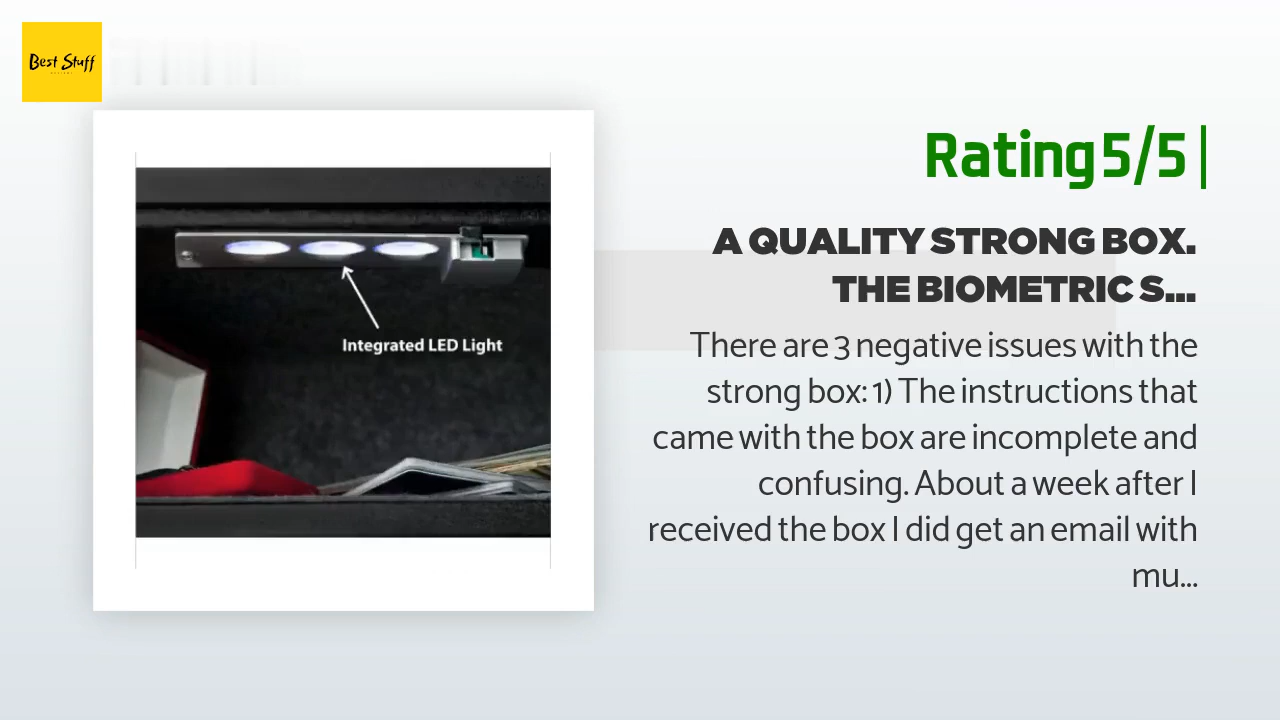 Best Stuff
Rating 5/5
A QUALITY STRONG BOX.
THE BIOMETRIC S...
There are 3 negative issues with the
strong box: 1) The instructions that
came with the box are incomplete and
confusing. About a week after I
received the box I did get an email with
mu...
Integrated LED Light